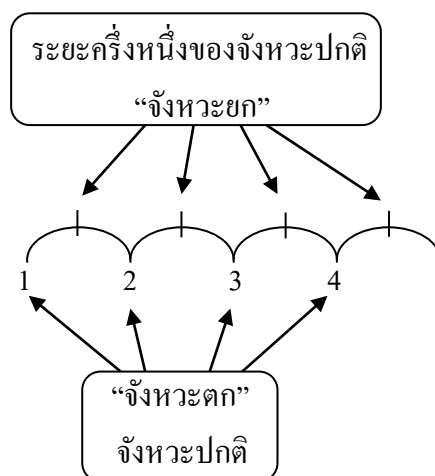 ระยะครึ่งหนึ่งของจังหวะปกติ
“จังหวะยก”
1 2 3 4
“จังหวะตก”
จังหวะปกติ